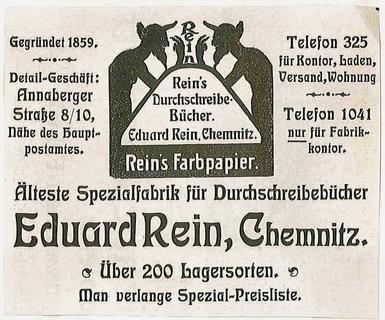 Gegründet 1859.
Detail-Geschäft:
Annaberger
Straße 8/10,
Nähe des Haupt-
postamtes.
Rein
Rein's
Durchschreibe-
Bücher.
Eduard Rein, Chemnitz.
Rein's Farbpapier.
Telefon 325
für Kontor, Laden,
Versand, Wohnung
Telefon 1041
nur für Fabrik-
kontor.
Älteste Spezialfabrik für Durchschreibebücher
Eduard Rein, Chemnitz.
Über 200 Lagersorten.
Man verlange Spezial-Preisliste.